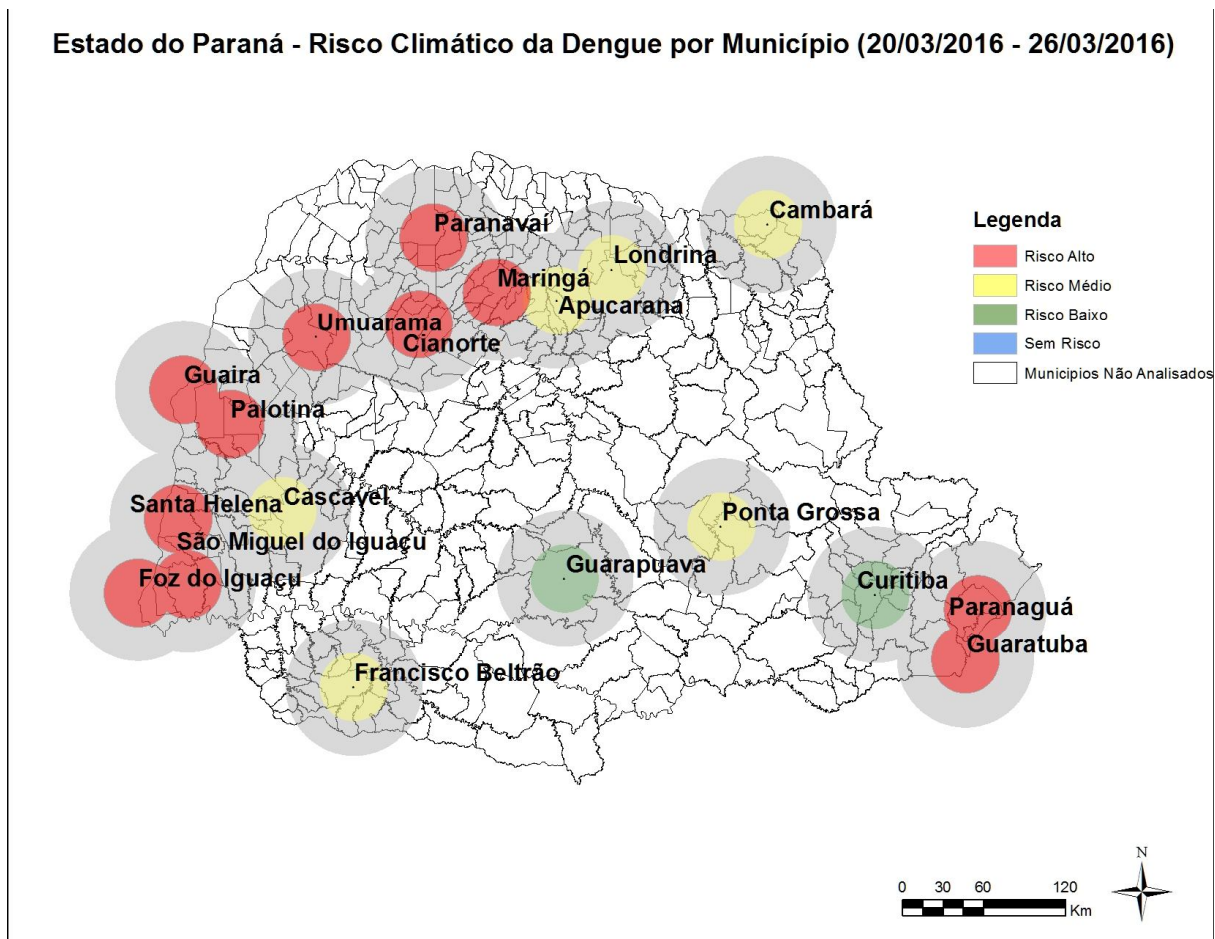 Estado do Paraná - Risco Climático da Dengue por Município (20/03/2016 - 26/03/2016)
Cambará
Paranavaí
Londrina
Maringá
Apucarana
Umuarama
Cianorte
Guaira
Palotina
Santa Helena
Cascavel
São Miguel do Iguaçu
Foz do Iguaçu
Ponta Grossa
Guarapuava
Curitiba
Paranaguá
Guaratuba
Francisco Beltrão
Legenda
Risco Alto
Risco Médio
Risco Baixo
Sem Risco
Municipios Não Analisados
0 30 60 120
Km
N